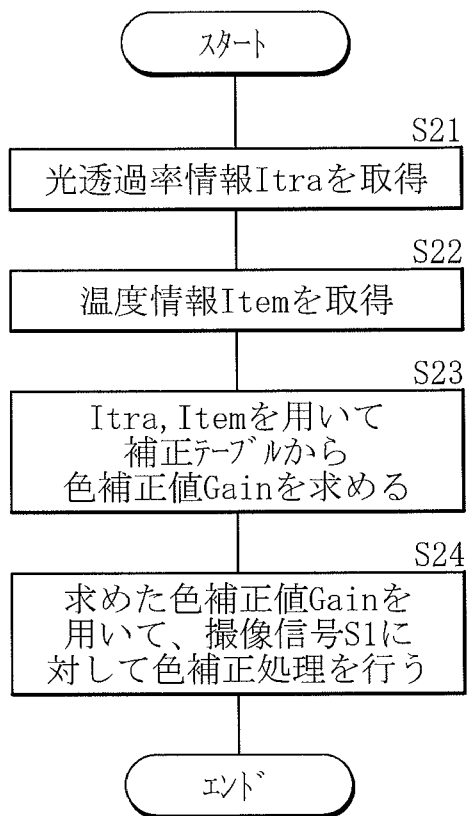 スタート
S21
光透過率情報Itraを取得
S22
温度情報Itemを取得
S23
Itra,Itemを用いて
補正ﾃｰﾌﾞﾙから
色補正値Gainを求める
S24
求めた色補正値Gainを
用いて、撮像信号S1に
対して色補正処理を行う
ｴﾝﾄﾞ